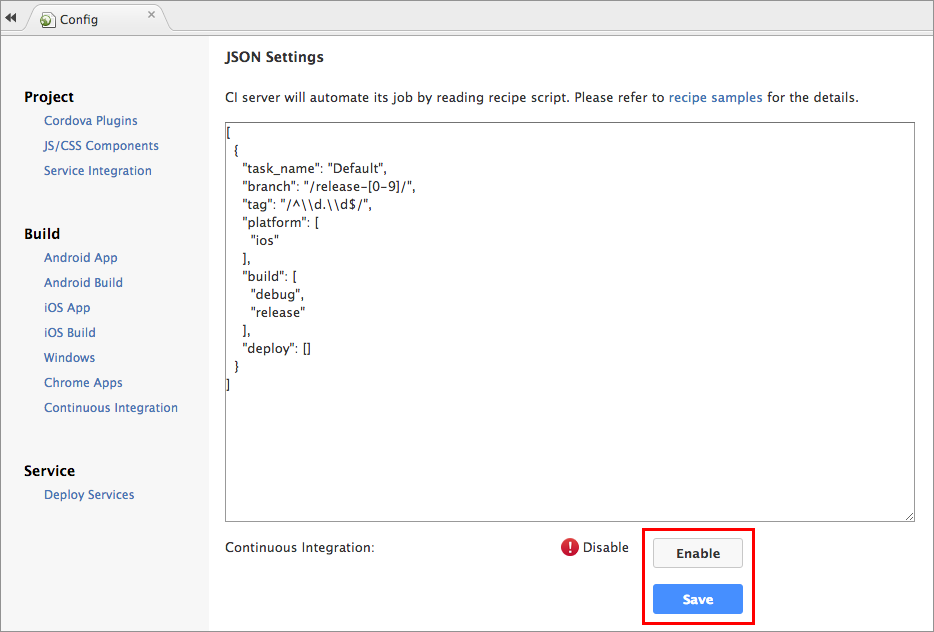 Config
Project
Cordova Plugins
JS/CSS Components
Service Integration
Build
Android App
Android Build
iOS App
iOS Build
Windows
Chrome Apps
Continuous Integration
Service
Deploy Services
JSON Settings
CI server will automate its job by reading recipe script. Please refer to recipe samples for the details.
[
{
"task_name": "Default",
"branch": "/release-[0-9]/",
"tag": "/^\\d.\\d$/",
"platform": [
"ios"
],
"build": [
"debug",
"release"
],
"deploy": []
}
]
Continuous Integration:
Disable
Enable
Save